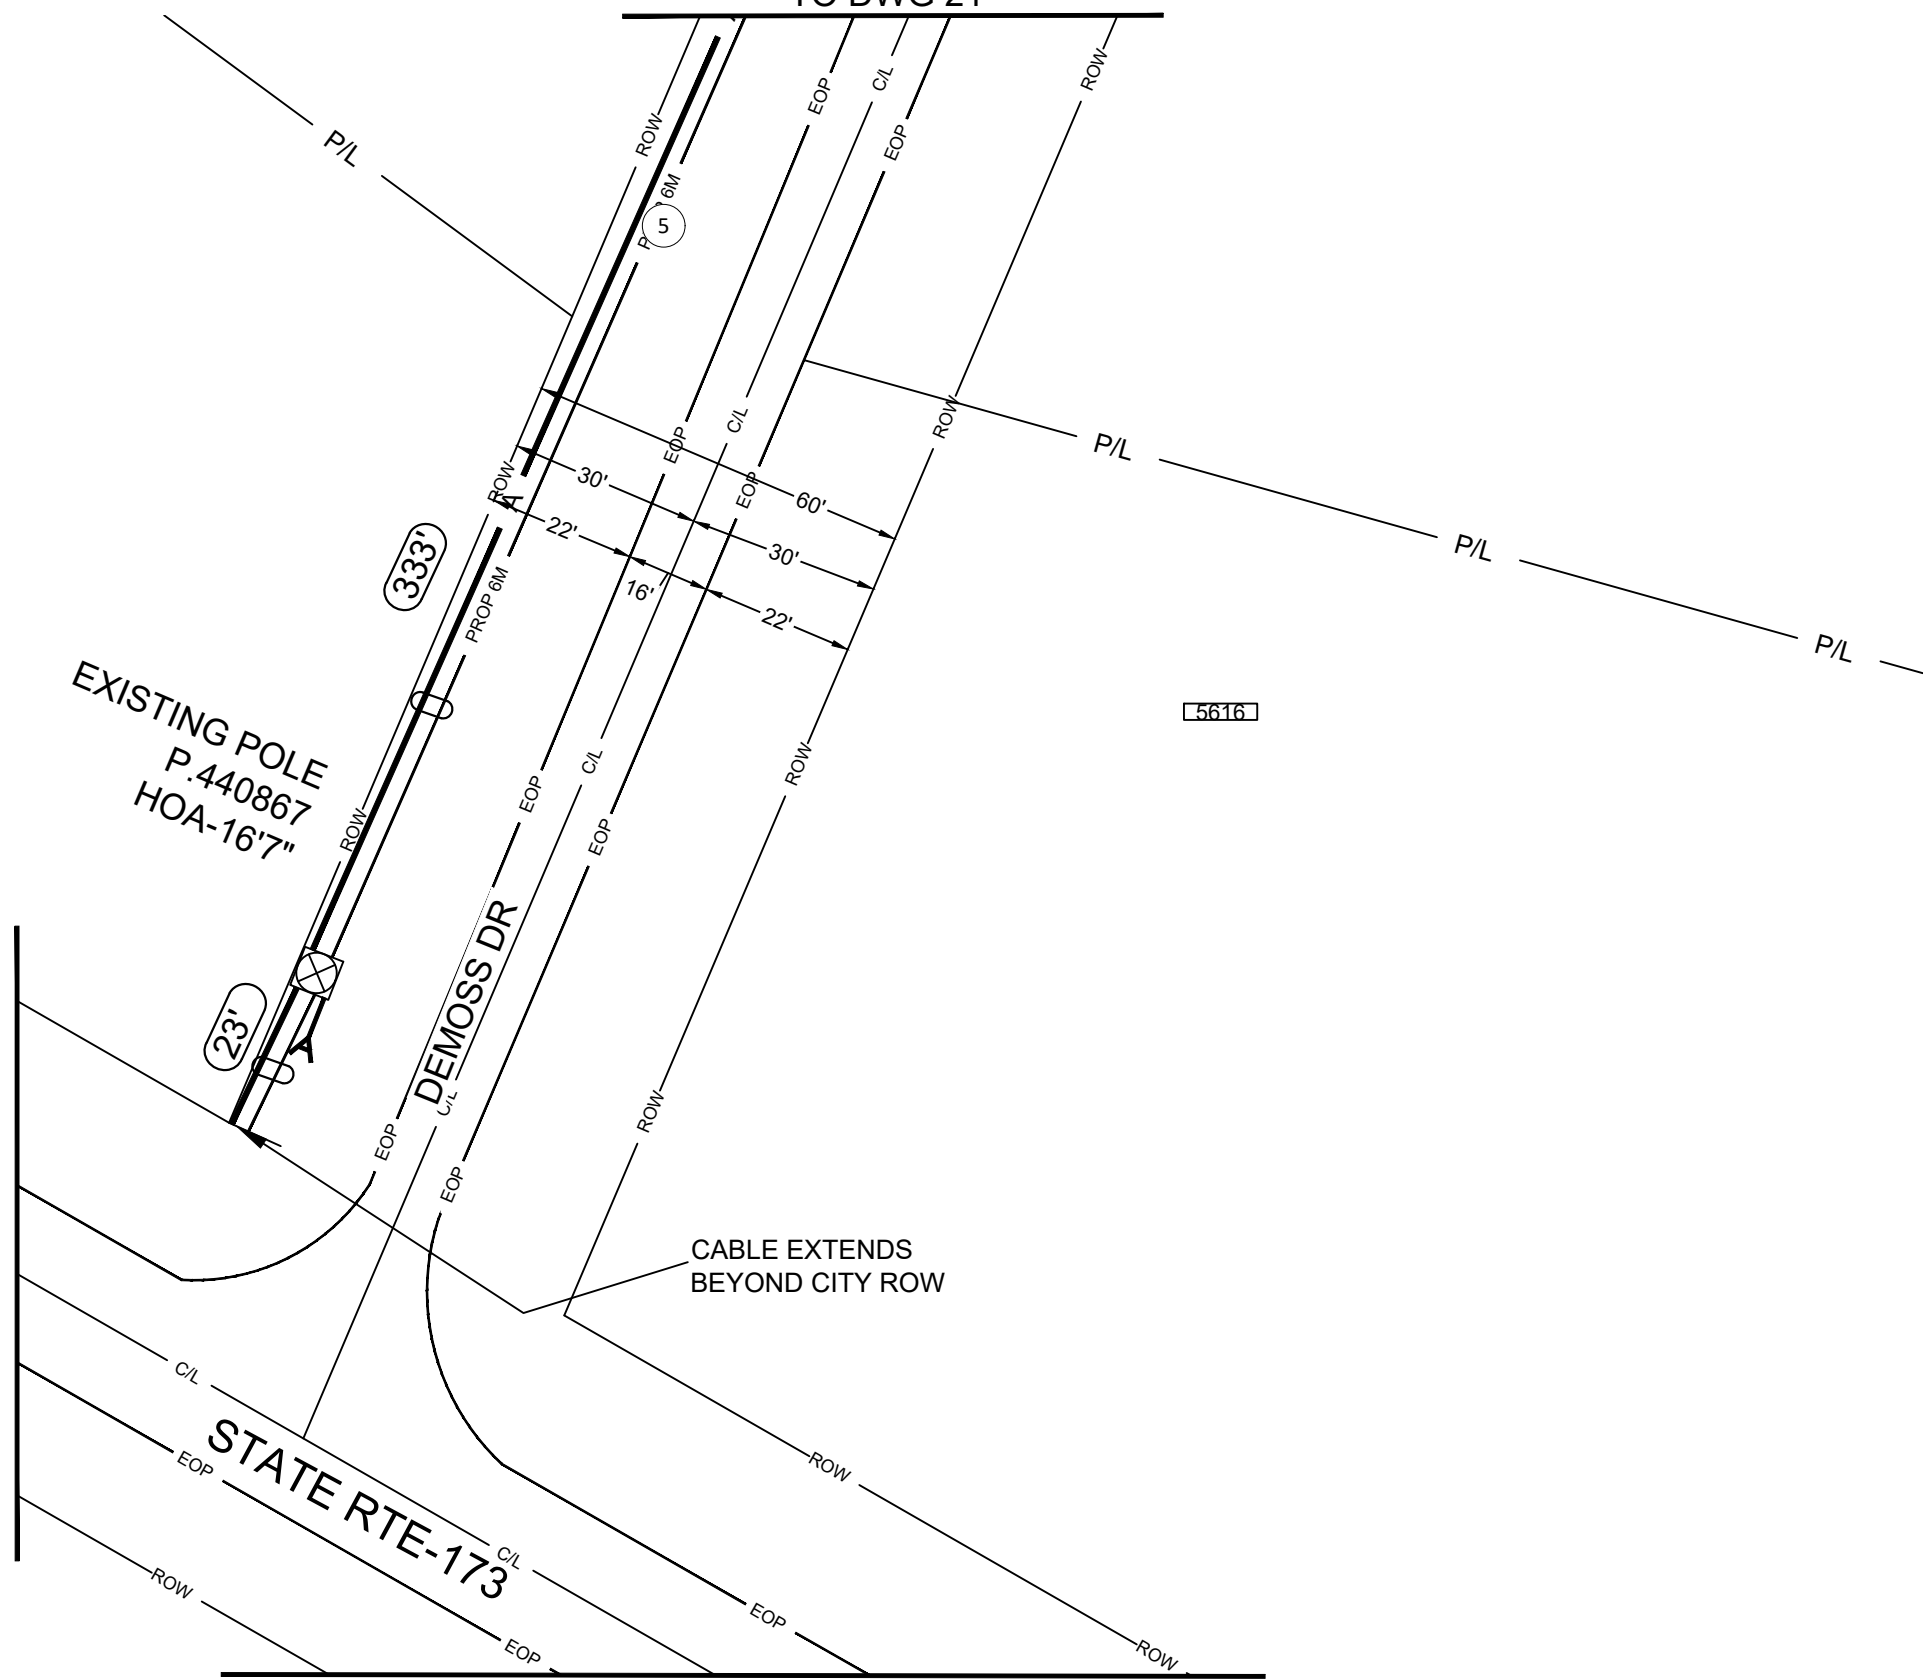 TO DWG 21
ROW
EOP
C/L
ROW
P/L
EOP
6M
5
ROW
C/L
EOP
P/L
ROW
30'
EOP
60'
22'
30'
P/L
333'
PROP 6M
16'
22'
P/L
EXISTING POLE
P.440867
HOA-16'7"
5616
C/L
ROW
EOP
ROW
EOP
DEMOSS DR
23'
C/L
ROW
EOP
EOP
CABLE EXTENDS
BEYOND CITY ROW
C/L
STATE RTE-173
EOP
ROW
C/L
ROW
EOP
EOP
ROW